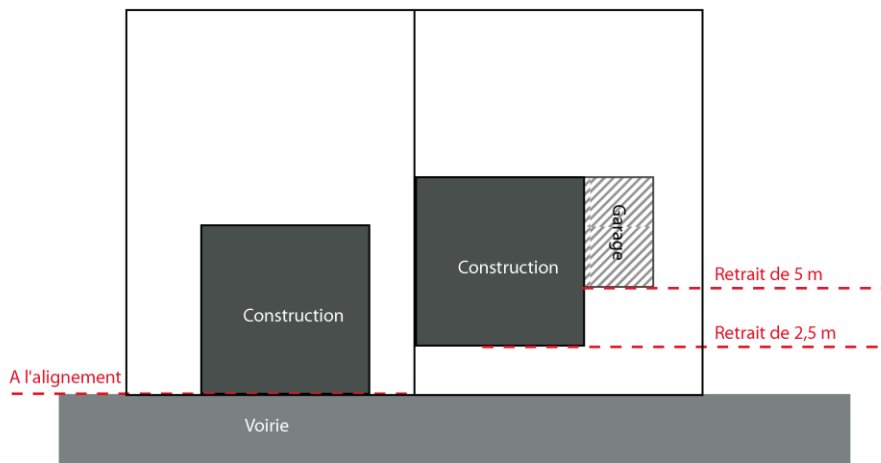 Garage
Construction
Retrait de 5 m
Construction
Retrait de 2,5 m
A l'alignement
Voirie